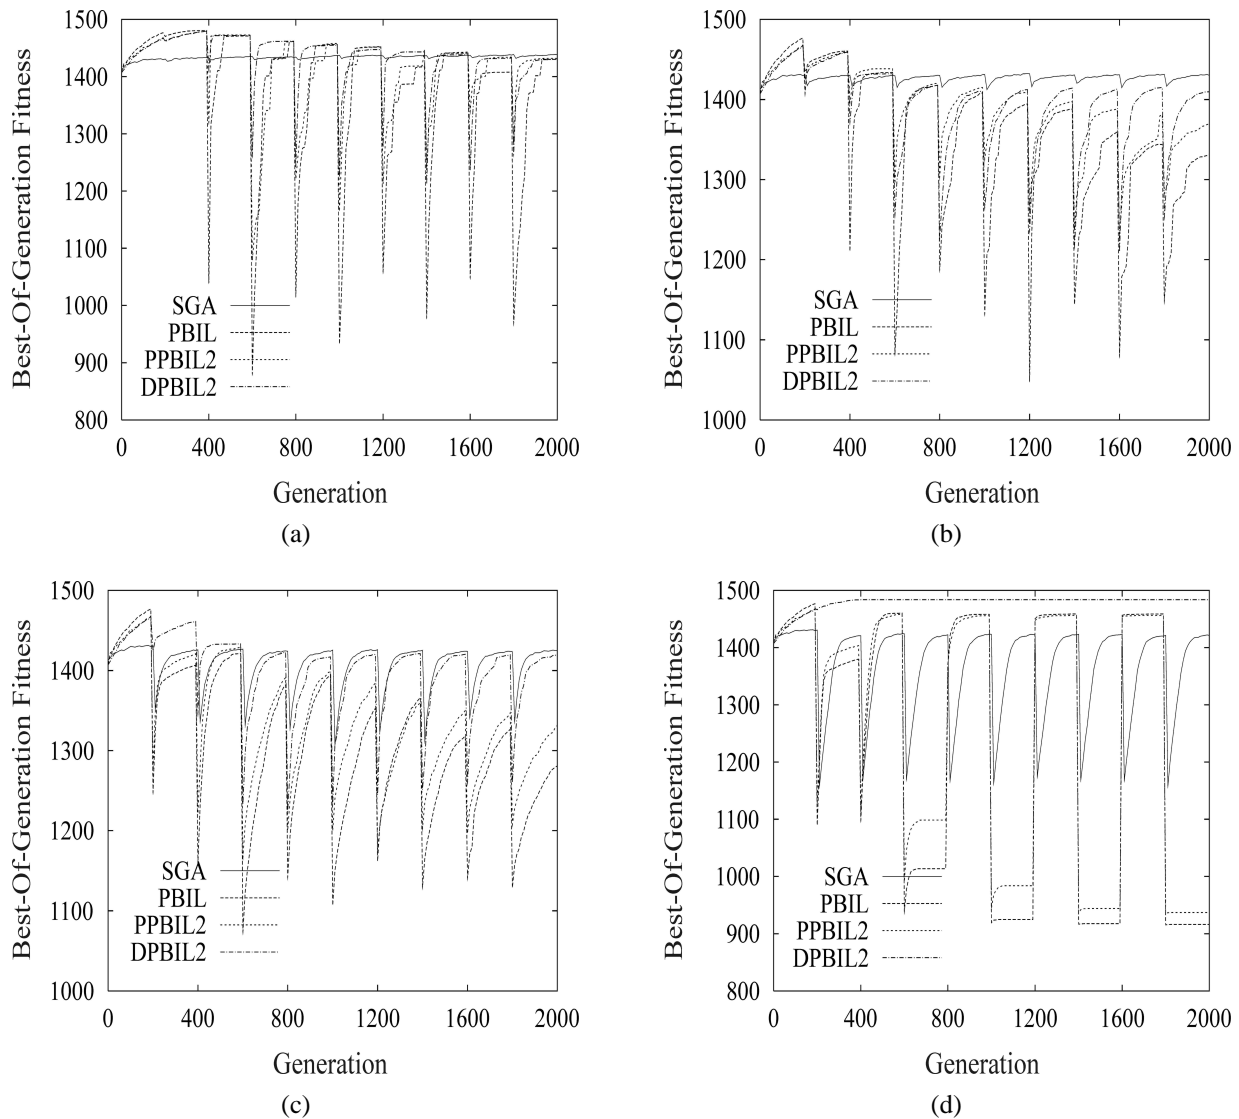 Best-Of-Generation Fitness
1500
1400
1300
1200
1100
1000
900
800
SGA
PBIL
PPBIL2
DPBIL2
0
400
800
1200
1600
2000
Generation
(a)
Best-Of-Generation Fitness
1500
1400
1300
1200
1100
1000
SGA
PBIL
PPBIL2
DPBIL2
0
400
800
1200
1600
2000
Generation
(b)
Best-Of-Generation Fitness
1500
1400
1300
1200
1100
1000
SGA
PBIL
PPBIL2
DPBIL2
0
400
800
1200
1600
2000
Generation
(c)
Best-Of-Generation Fitness
1500
1400
1300
1200
1100
1000
900
800
SGA
PBIL
PPBIL2
DPBIL2
0
400
800
1200
1600
2000
Generation
(d)